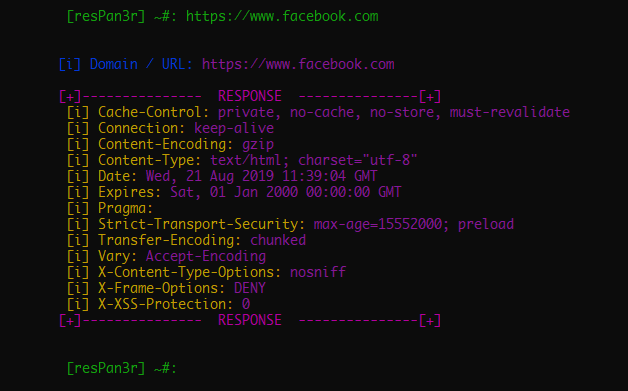 [resPan3r] ~#: https://www.facebook.com
[i] Domain / URL: https://www.facebook.com
[+]--------------- RESPONSE ---------------[+]
[i] Cache-Control: private, no-cache, no-store, must-revalidate
[i] Connection: keep-alive
[i] Content-Encoding: gzip
[i] Content-Type: text/html; charset="utf-8"
[i] Date: Wed, 21 Aug 2019 11:39:04 GMT
[i] Expires: Sat, 01 Jan 2000 00:00:00 GMT
[i] Pragma:
[i] Strict-Transport-Security: max-age=15552000; preload
[i] Transfer-Encoding: chunked
[i] Vary: Accept-Encoding
[i] X-Content-Type-Options: nosniff
[i] X-Frame-Options: DENY
[i] X-XSS-Protection: 0
[+]--------------- RESPONSE ---------------[+]
[resPan3r] ~#: